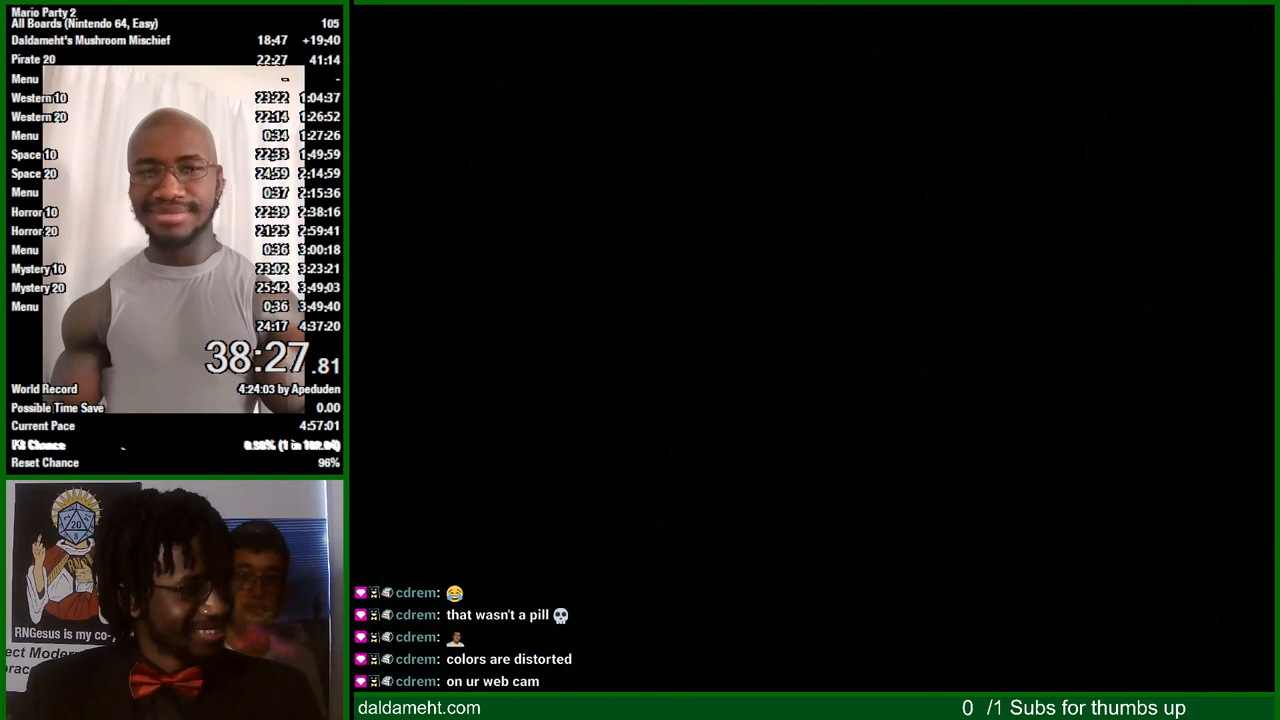 Mario Party 2
All Boards (Nintendo 64, Easy) 105
Daldameht's Mushroom Mischief 18:47 +19:40
Pirate 20 22:27 41:14
Menu - -
Western 10 23:22 1:04:37
Western 20 22:14 1:26:52
Menu 0:34 1:27:26
Space 10 22:33 1:49:59
Space 20 24:59 2:14:59
Menu 0:37 2:15:36
Horror 10 22:39 2:38:16
Horror 20 21:25 2:59:41
Menu 0:36 3:00:18
Mystery 10 23:02 3:23:21
Mystery 20 25:42 3:49:03
Menu 0:36 3:49:40
24:17 4:37:20
38:27.81
World Record 4:24:03 by Apeduden
Possible Time Save 0.00
Current Pace 4:57:01
Chance
Reset Chance 96%
20
8
RNGesus is my co-
ect Moder
brace
cdrem: 😂
cdrem: that wasn't a pill 💀
cdrem:
cdrem: colors are distorted
cdrem: on ur web cam
daldameht.com 0 /1 Subs for thumbs up